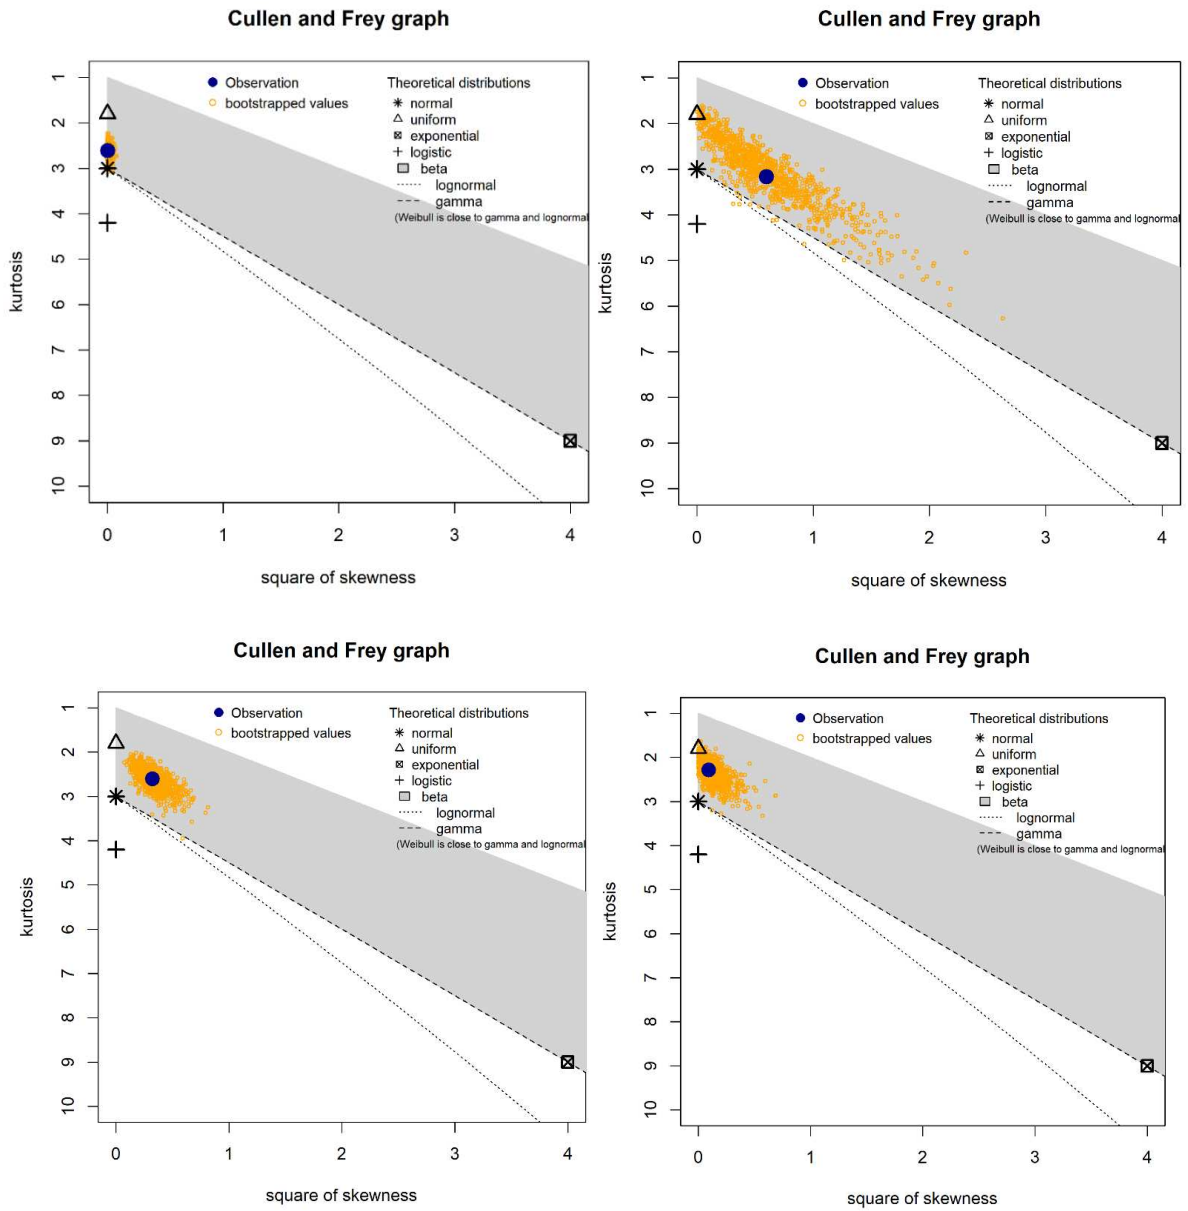 Cullen and Frey graph
Observation
bootstrapped values
Theoretical distributions
normal
uniform
exponential
logistic
beta
lognormal
gamma
(Weibull is close to gamma and lognormal
kurtosis
1
2
3
4
5
6
7
8
9
10
0 1 2 3 4
square of skewness
Cullen and Frey graph
Observation
bootstrapped values
Theoretical distributions
normal
uniform
exponential
logistic
beta
lognormal
gamma
(Weibull is close to gamma and lognormal
kurtosis
1
2
3
4
5
6
7
8
9
10
0 1 2 3 4
square of skewness
Cullen and Frey graph
Observation
bootstrapped values
Theoretical distributions
normal
uniform
exponential
logistic
beta
lognormal
gamma
(Weibull is close to gamma and lognormal
kurtosis
1
2
3
4
5
6
7
8
9
10
0 1 2 3 4
square of skewness
Cullen and Frey graph
Observation
bootstrapped values
Theoretical distributions
normal
uniform
exponential
logistic
beta
lognormal
gamma
(Weibull is close to gamma and lognormal
kurtosis
1
2
3
4
5
6
7
8
9
10
0 1 2 3 4
square of skewness